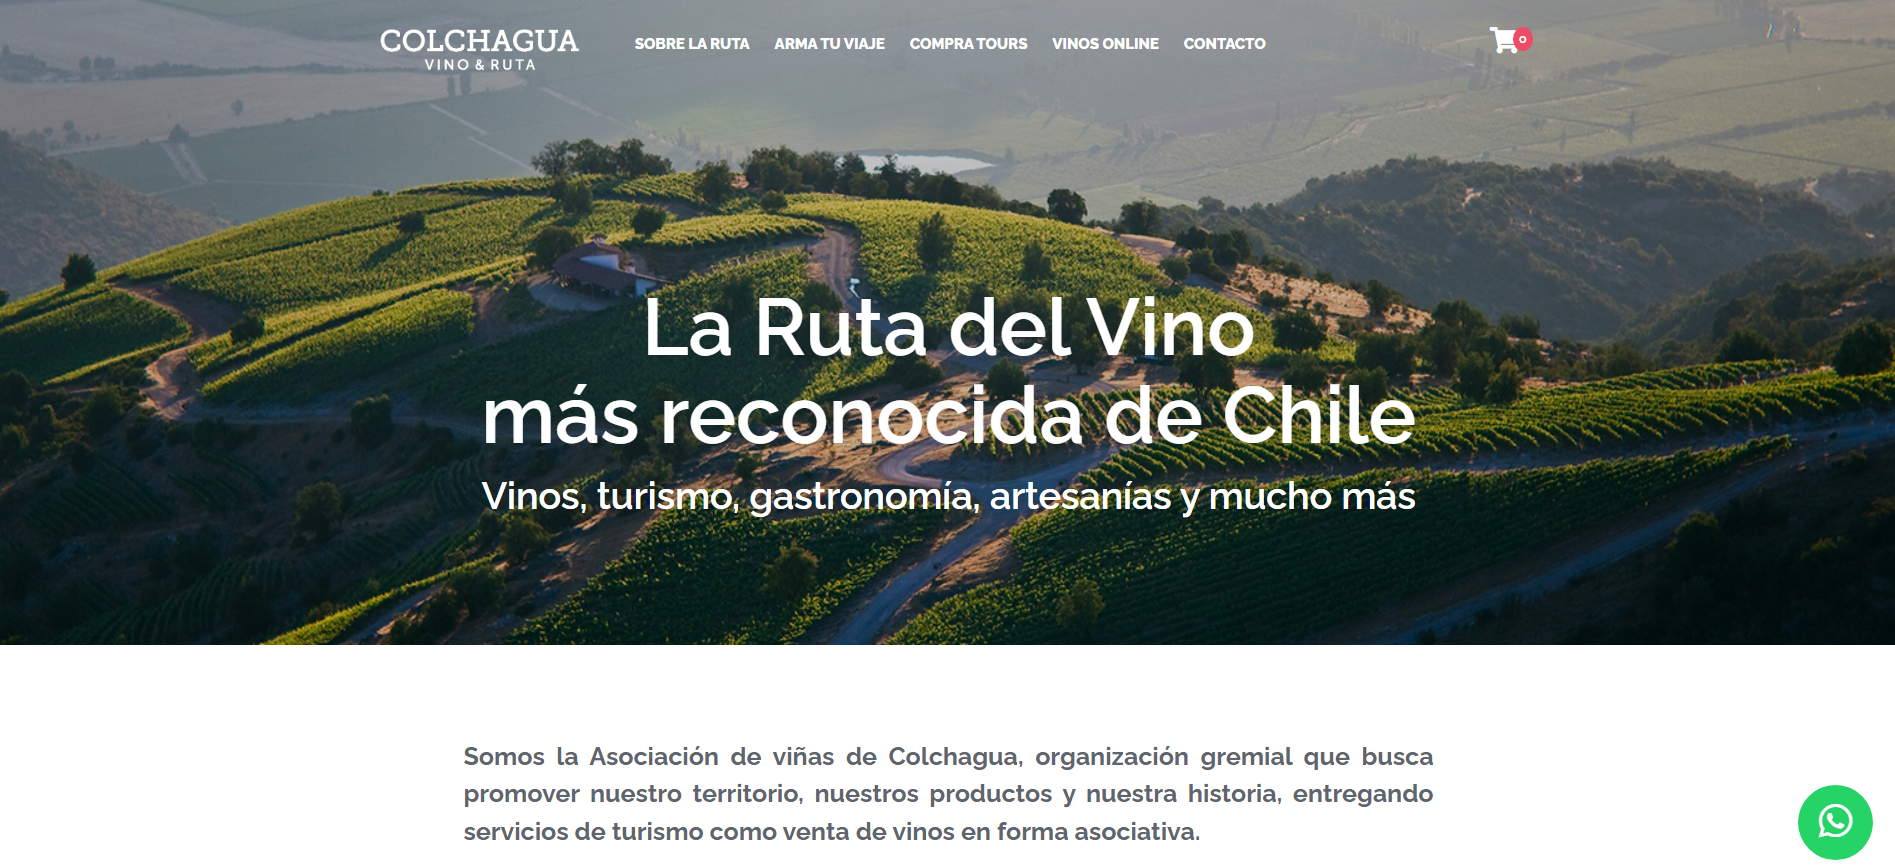 COLCHAGUA
VINO & RUTA
SOBRE LA RUTA
ARMA TU VIAJE
COMPRA TOURS
VINOS ONLINE
CONTACTO
0
La Ruta del Vino
más reconocida de Chile
Vinos, turismo, gastronomía, artesanías y mucho más
Somos la Asociación de viñas de Colchagua, organización gremial que busca
promover nuestro territorio, nuestros productos y nuestra historia, entregando
servicios de turismo como venta de vinos en forma asociativa.